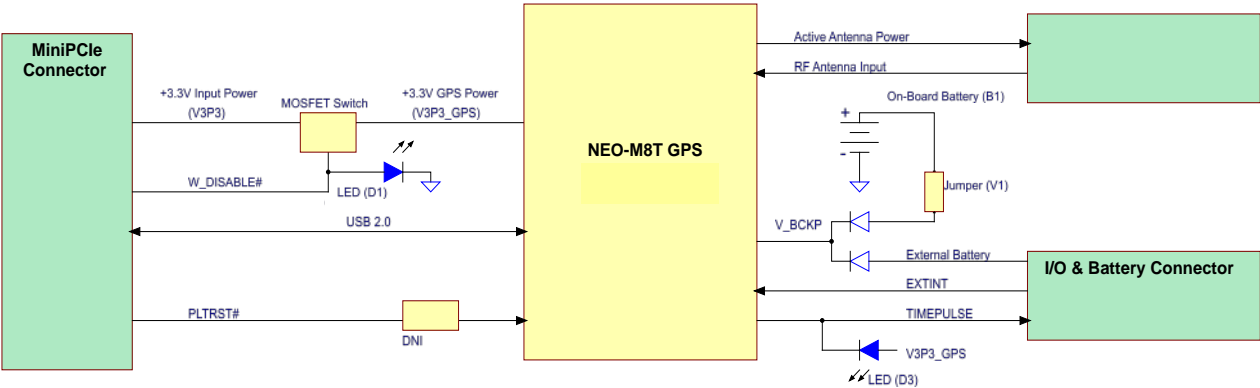 MiniPCIe
Connector
+3.3V Input Power
(V3P3)
MOSFET Switch
+3.3V GPS Power
(V3P3_GPS)
W_DISABLE#
LED (D1)
USB 2.0
PLTRST#
DNI
NEO-M8T GPS
Active Antenna Power
RF Antenna Input
On-Board Battery (B1)
+
-
Jumper (V1)
V_BCKP
External Battery
EXTINT
TIMEPULSE
I/O & Battery Connector
V3P3_GPS
LED (D3)